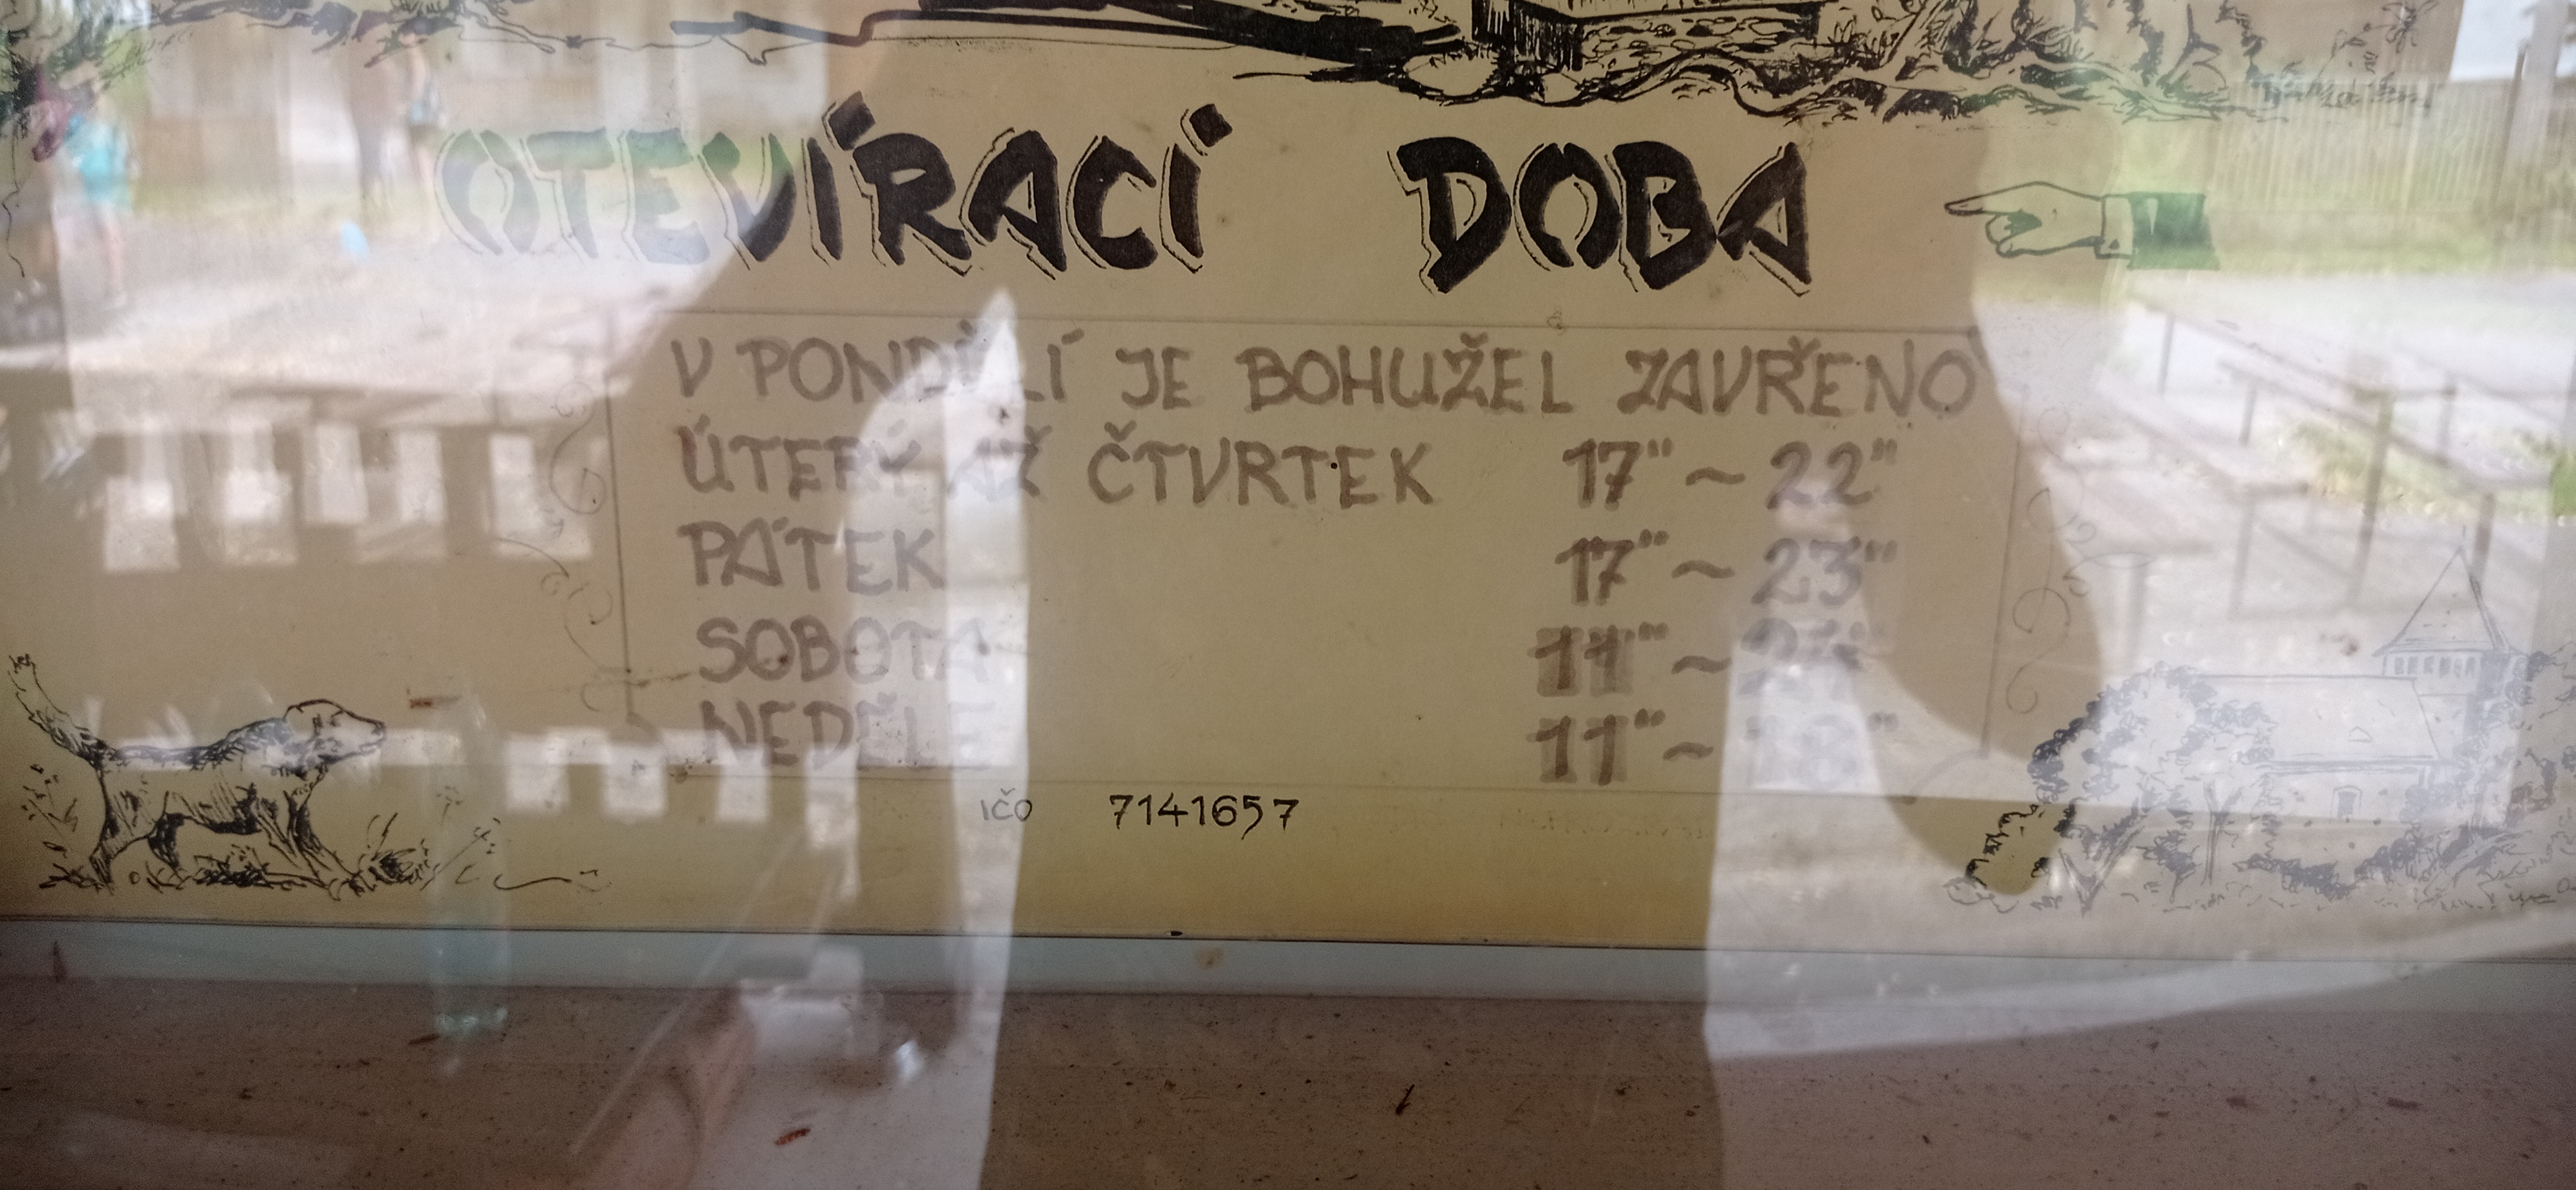 OTEVÍRACÍ DOBA
V PONDĚLÍ JE BOHUŽEL ZAVŘENO
ÚTERÝ AŽ ČTVRTEK 17" ~ 22"
PÁTEK 17" ~ 23"
SOBOTA 11" ~
NEDĚLE 11" ~ 18"
IČO 7141657